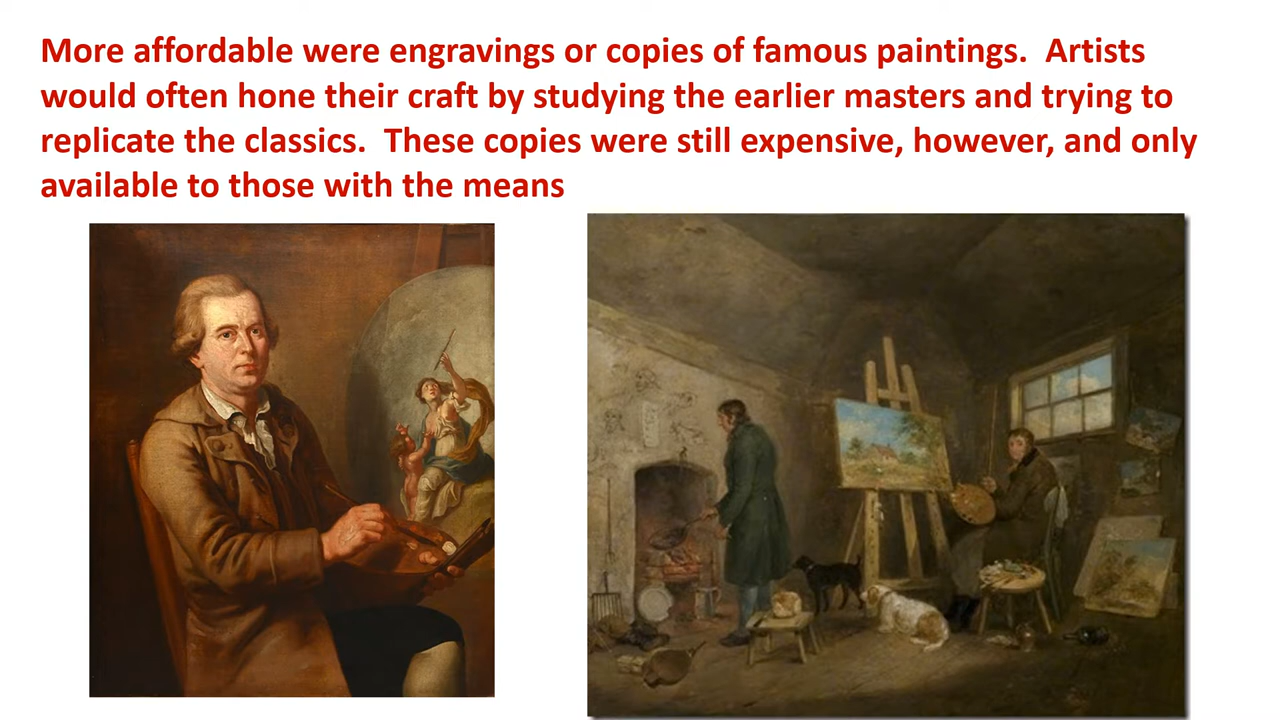 More affordable were engravings or copies of famous paintings.  Artists
would often hone their craft by studying the earlier masters and trying to
replicate the classics.  These copies were still expensive, however, and only
available to those with the means